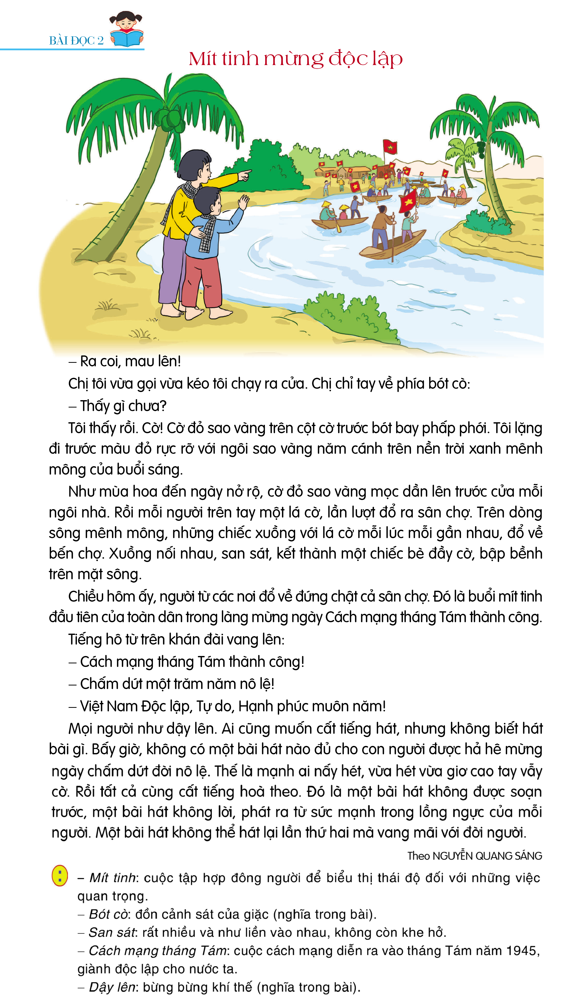 BÀI ĐỌC 2
Mít tinh mừng độc lập
– Ra coi, mau lên!
Chị tôi vừa gọi vừa kéo tôi chạy ra cửa. Chị chỉ tay về phía bót cò:
– Thấy gì chưa?
Tôi thấy rồi. Cờ! Cờ đỏ sao vàng trên cột cờ trước bót bay phấp phới. Tôi lặng
đi trước màu đỏ rực rỡ với ngôi sao vàng năm cánh trên nền trời xanh mênh
mông của buổi sáng.
Như mùa hoa đến ngày nở rộ, cờ đỏ sao vàng mọc dần lên trước cửa mỗi
ngôi nhà. Rồi mỗi người trên tay một lá cờ, lần lượt đổ ra sân chợ. Trên dòng
sông mênh mông, những chiếc xuồng với lá cờ mỗi lúc mỗi gần nhau, đổ về
bến chợ. Xuồng nối nhau, san sát, kết thành một chiếc bè đầy cờ, bập bềnh
trên mặt sông.
Chiều hôm ấy, người từ các nơi đổ về đứng chật cả sân chợ. Đó là buổi mít tinh
đầu tiên của toàn dân trong làng mừng ngày Cách mạng tháng Tám thành công.
Tiếng hô từ trên khán đài vang lên:
– Cách mạng tháng Tám thành công!
– Chấm dứt một trăm năm nô lệ!
– Việt Nam Độc lập, Tự do, Hạnh phúc muôn năm!
Mọi người như dậy lên. Ai cũng muốn cất tiếng hát, nhưng không biết hát
bài gì. Bấy giờ, không có một bài hát nào đủ cho con người được hả hê mừng
ngày chấm dứt đời nô lệ. Thế là mạnh ai nấy hét, vừa hét vừa giơ cao tay vẫy
cờ. Rồi tất cả cùng cất tiếng hoà theo. Đó là một bài hát không được soạn
trước, một bài hát không lời, phát ra từ sức mạnh trong lồng ngực của mỗi
người. Một bài hát không thể hát lại lần thứ hai mà vang mãi với đời người.
Theo NGUYỄN QUANG SÁNG
– Mít tinh: cuộc tập hợp đông người để biểu thị thái độ đối với những việc
quan trọng.
– Bót cò: đồn cảnh sát của giặc (nghĩa trong bài).
– San sát: rất nhiều và như liền vào nhau, không còn khe hở.
– Cách mạng tháng Tám: cuộc cách mạng diễn ra vào tháng Tám năm 1945,
giành độc lập cho nước ta.
– Dậy lên: bừng bừng khí thế (nghĩa trong bài).